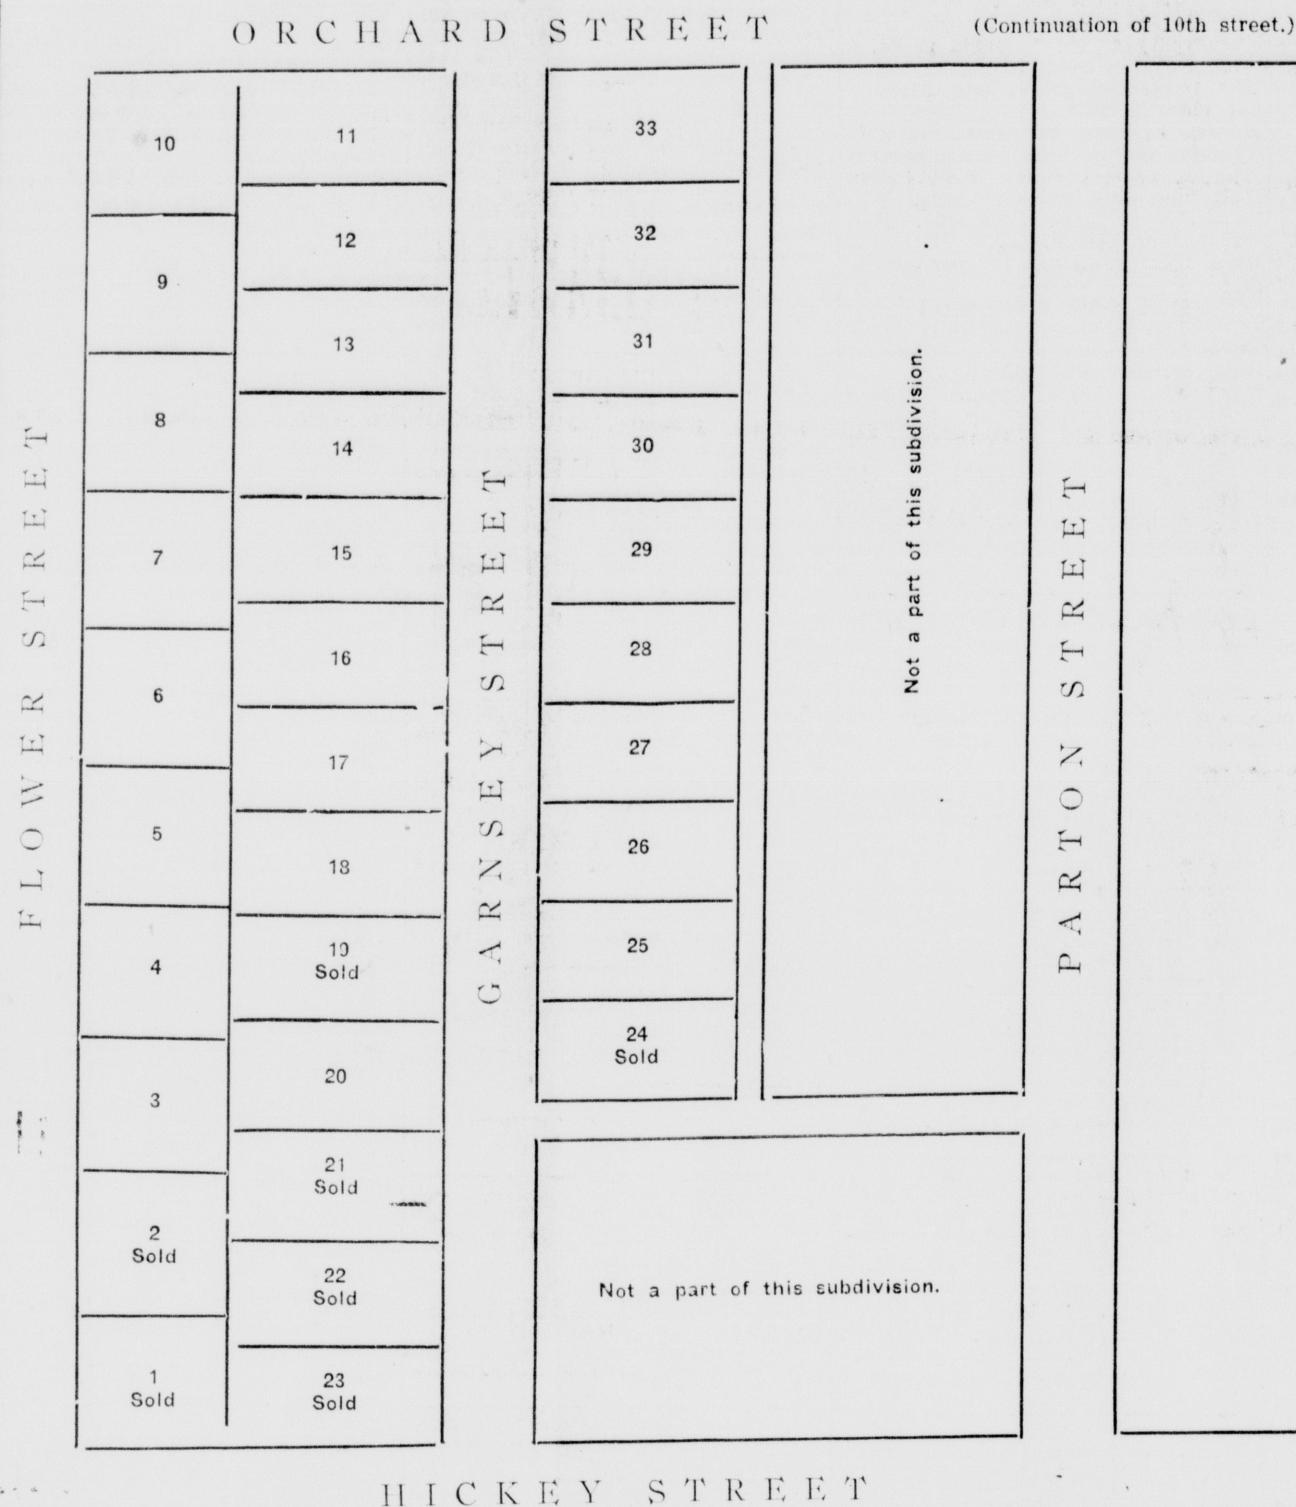 ORCHARD STREET
(Continuation of 10th street.)
FLOWER STREET
10
9
8
7
6
5
4
3
2
Sold
1
Sold
11
12
13
14
15
16
17
18
19
Sold
20
21
Sold
22
Sold
23
Sold
GARNSEY STREET
33
32
31
30
29
28
27
26
25
24
Sold
Not a part of this subdivision.
Not a part of this subdivision.
PARTON STREET
HICKEY STREET